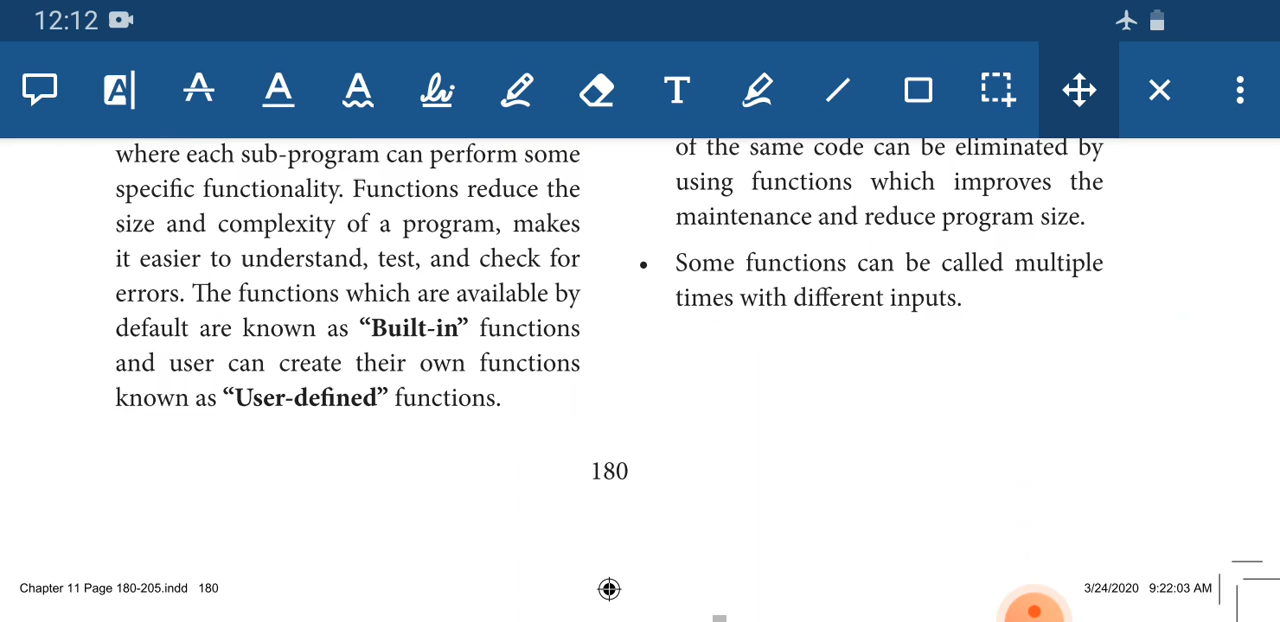 12:12
where each sub-program can perform some
specific functionality. Functions reduce the
size and complexity of a program, makes
it easier to understand, test, and check for
errors. The functions which are available by
default are known as “Built-in” functions
and user can create their own functions
known as “User-defined” functions.
of the same code can be eliminated by
using functions which improves the
maintenance and reduce program size.
• Some functions can be called multiple
times with different inputs.
180
Chapter 11 Page 180-205.indd 180
3/24/2020 9:22:03 AM